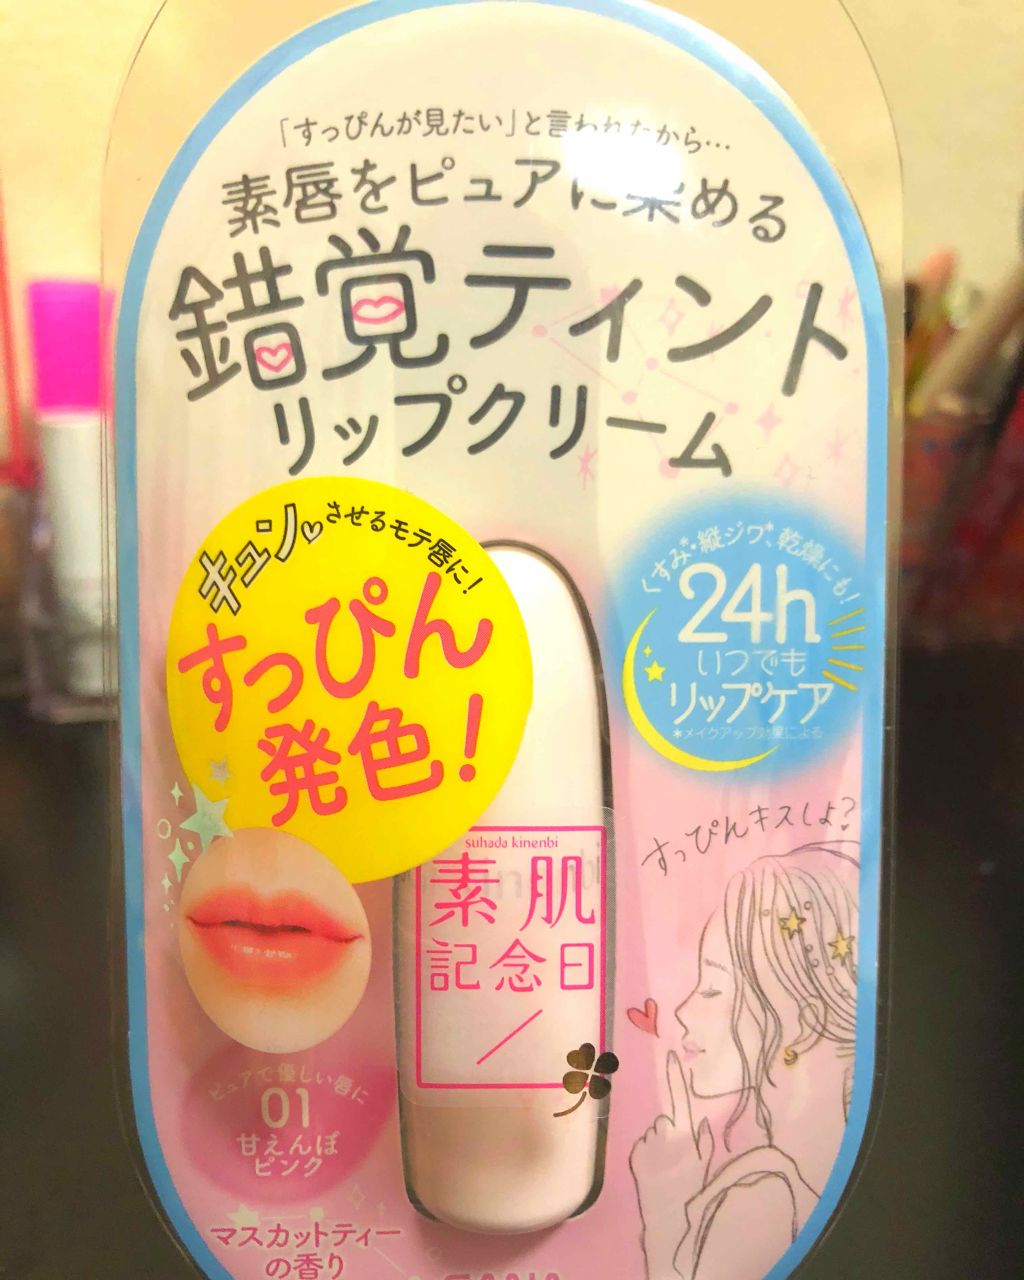 「すっぴんが見たい」と言われたから…
素唇をピュアに染める
錯覚ティント
リップクリーム
キュン♡させるモテ唇に!
すっぴん
発色!
くすみ*・縦ジワ*、乾燥にも!
24h
いつでも
リップケア
*メイクアップ効果による
すっぴんキスしよ?
suhada kinenbi
素肌
記念日
ピュアで優しい唇に
01
甘えんぼ
ピンク
マスカットティー
の香り
SANA